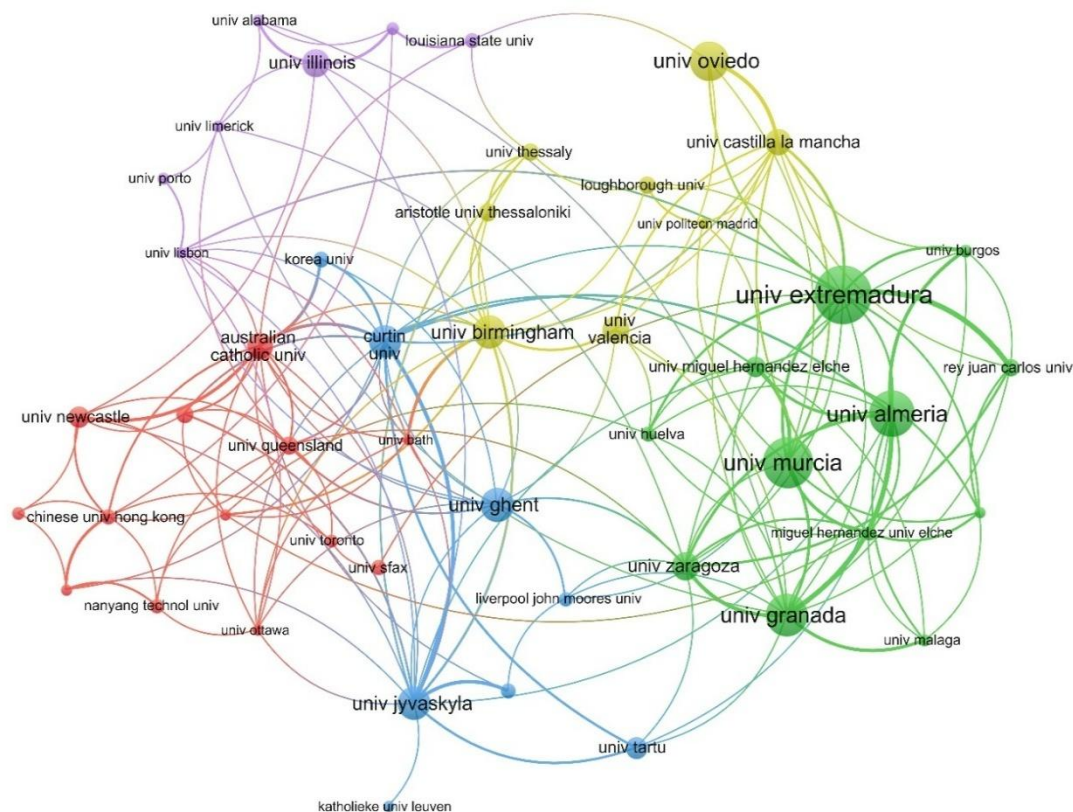 univ alabama
louisiana state univ
univ illinois
univ oviedo
univ limerick
univ castilla la mancha
univ thessaly
univ porto
loughborough univ
aristotle univ thessaloniki
univ politecn madrid
univ lisbon
korea univ
univ burgos
univ extremadura
australian
catholic univ
curtin
univ
univ birmingham
univ
valencia
univ miguel hernandez elche
rey juan carlos univ
univ newcastle
univ almeria
univ queensland
univ bath
univ huelva
univ murcia
univ ghent
chinese univ hong kong
miguel hernandez univ elche
univ toronto
univ sfax
univ zaragoza
liverpool john moores univ
nanyang technol univ
univ granada
univ ottawa
univ malaga
univ jyvaskyla
univ tartu
katholieke univ leuven